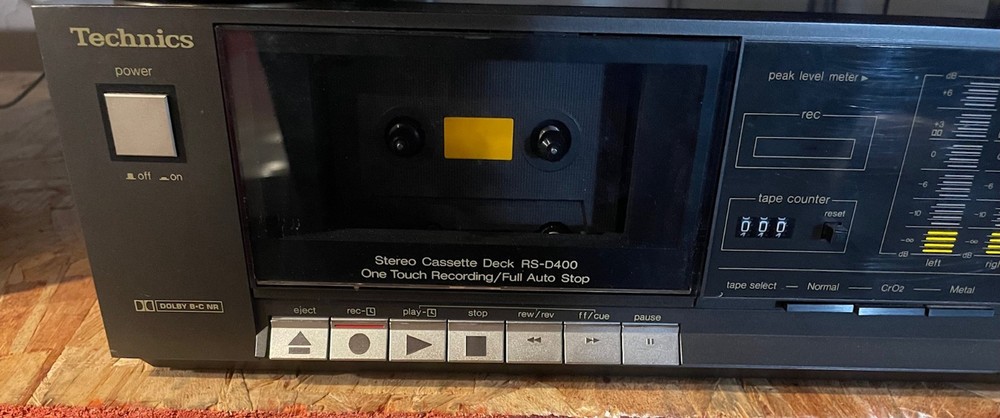 Technics
power
off on
DOLBY B-C NR
Stereo Cassette Deck RS-D400
One Touch Recording/Full Auto Stop
eject rec- play- stop rew/rev ff/cue pause
peak level meter
rec
tape counter
reset
000
dB
+6
+3
0
-6
-10
-∞
dB
left
tape select — Normal — CrO2 — Metal